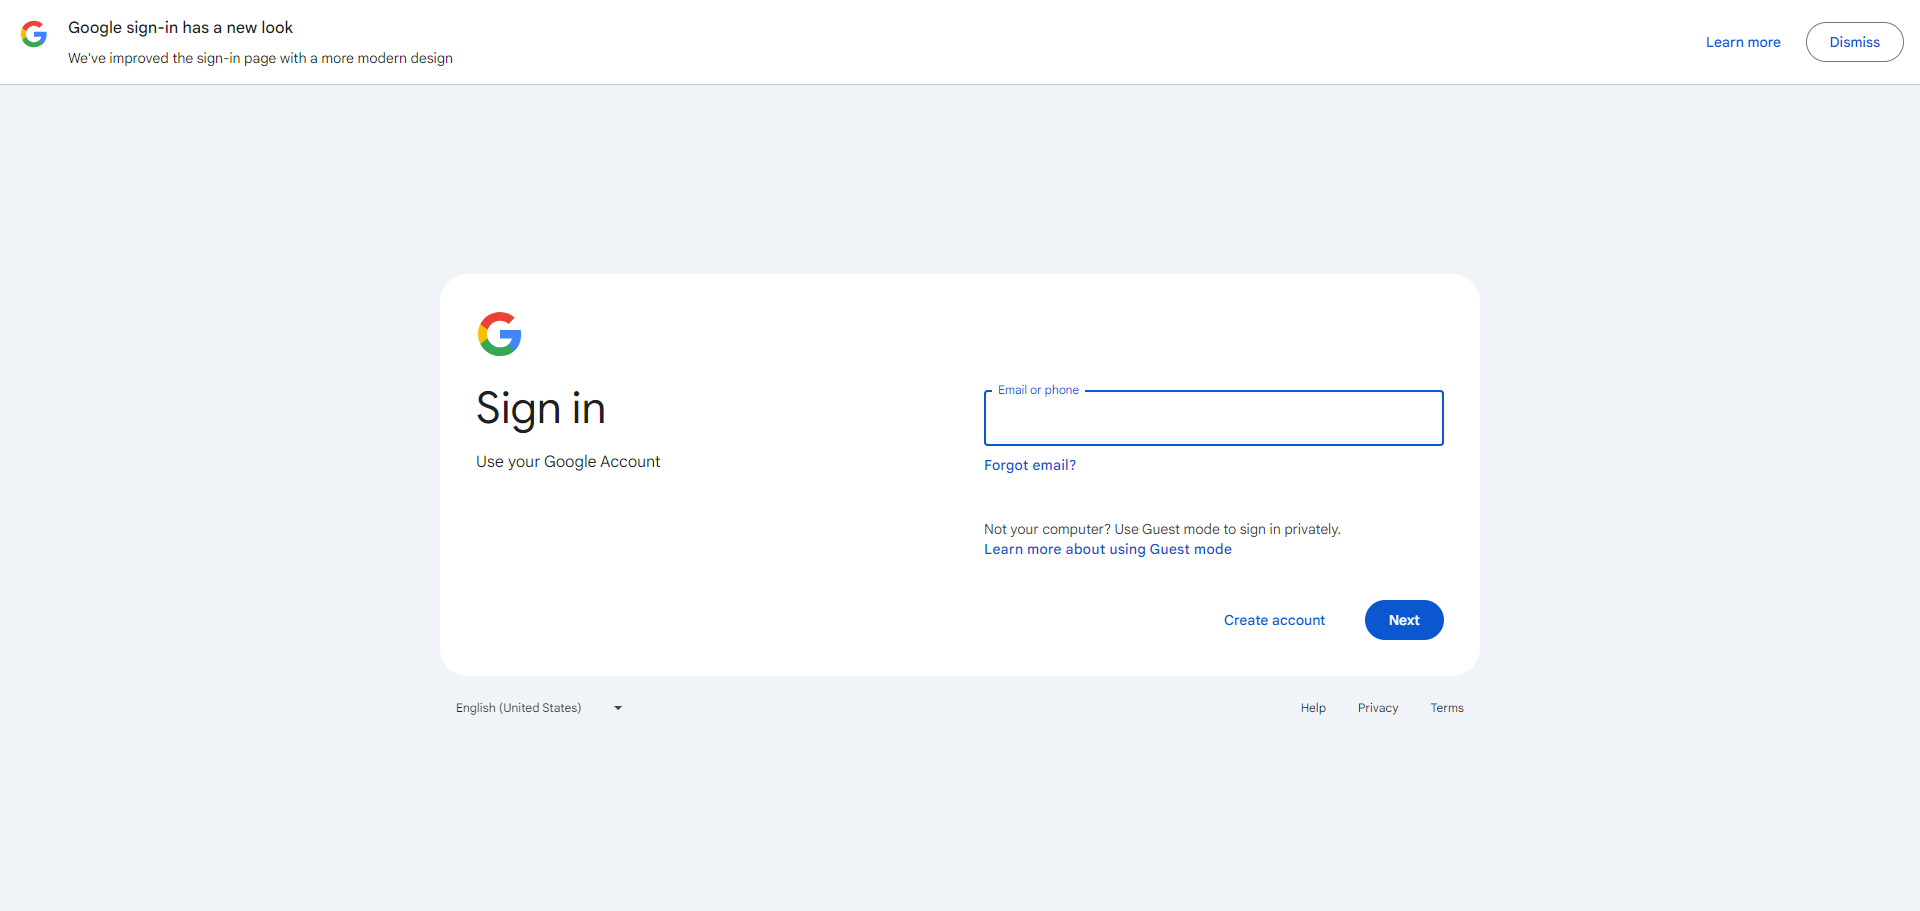 Google sign-in has a new look
We've improved the sign-in page with a more modern design
Learn more
Dismiss
Sign in
Use your Google Account
Email or phone
Forgot email?
Not your computer? Use Guest mode to sign in privately.
Learn more about using Guest mode
Create account
Next
English (United States)
Help
Privacy
Terms